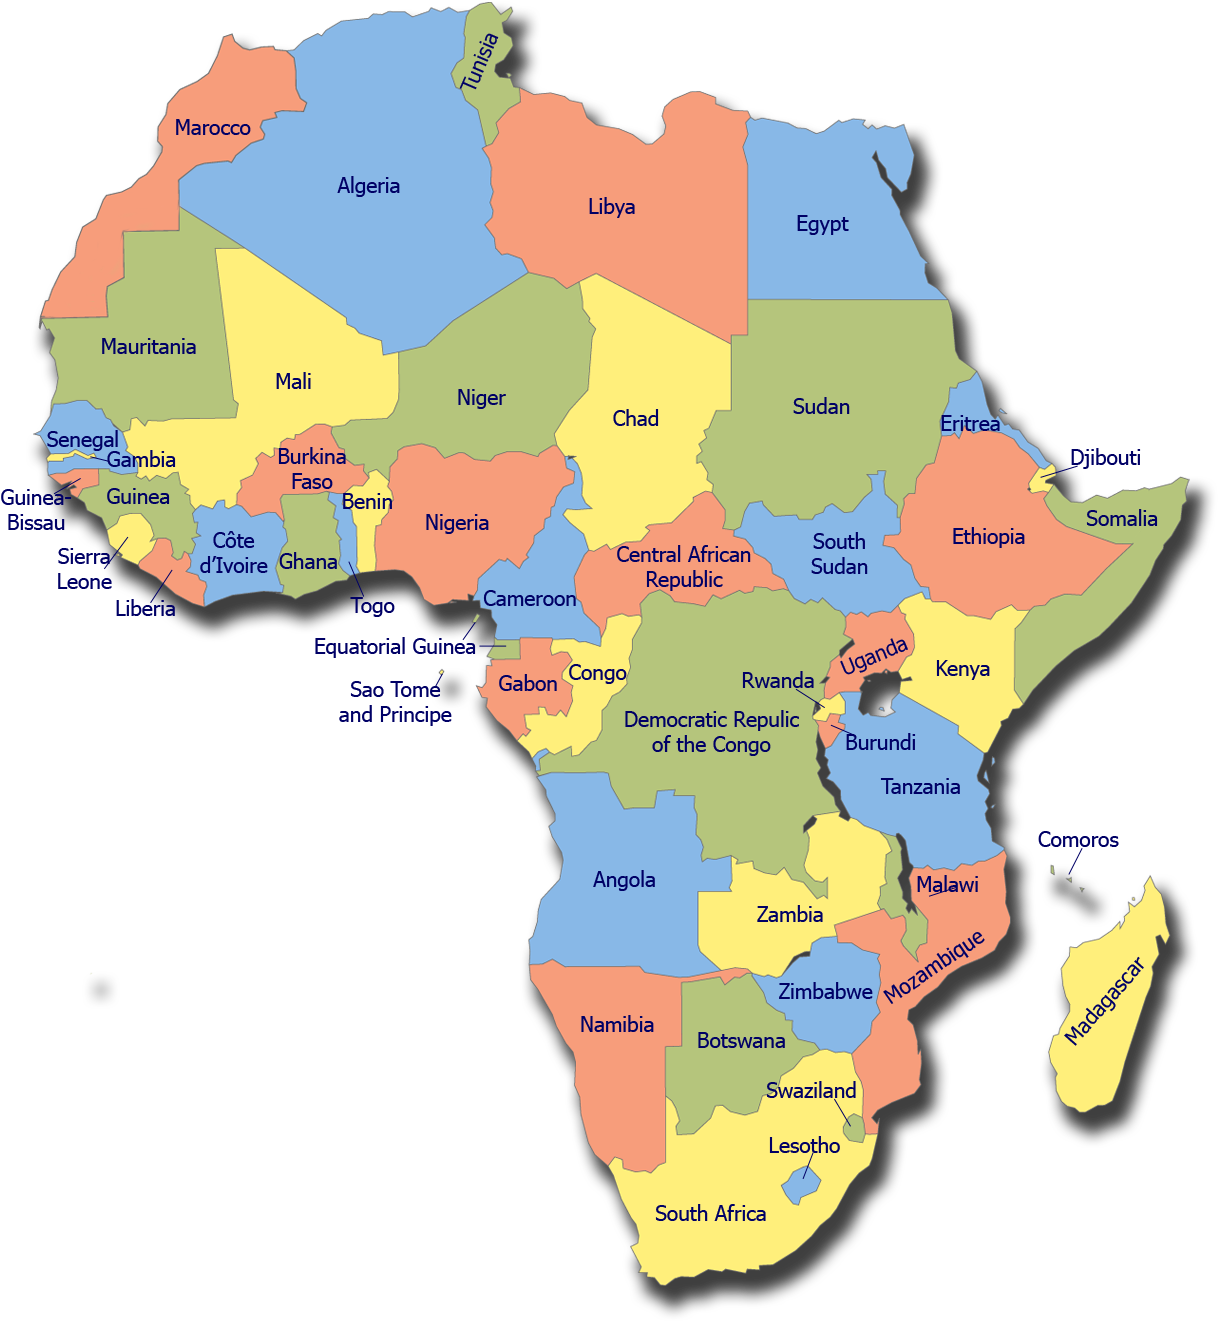 Tunisia
Marocco
Algeria
Libya
Egypt
Mauritania
Mali
Niger
Chad
Sudan
Eritrea
Senegal
Gambia
Djibouti
Burkina
Faso
Guinea-
Bissau
Guinea
Benin
Nigeria
Somalia
Ethiopia
Côte
d’Ivoire
Ghana
Central African
Republic
South
Sudan
Sierra
Leone
Liberia
Togo
Cameroon
Equatorial Guinea
Uganda
Kenya
Congo
Gabon
Rwanda
Sao Tome
and Principe
Democratic Repulic
of the Congo
Burundi
Tanzania
Comoros
Angola
Malawi
Zambia
Mozambique
Zimbabwe
Madagascar
Namibia
Botswana
Swaziland
Lesotho
South Africa